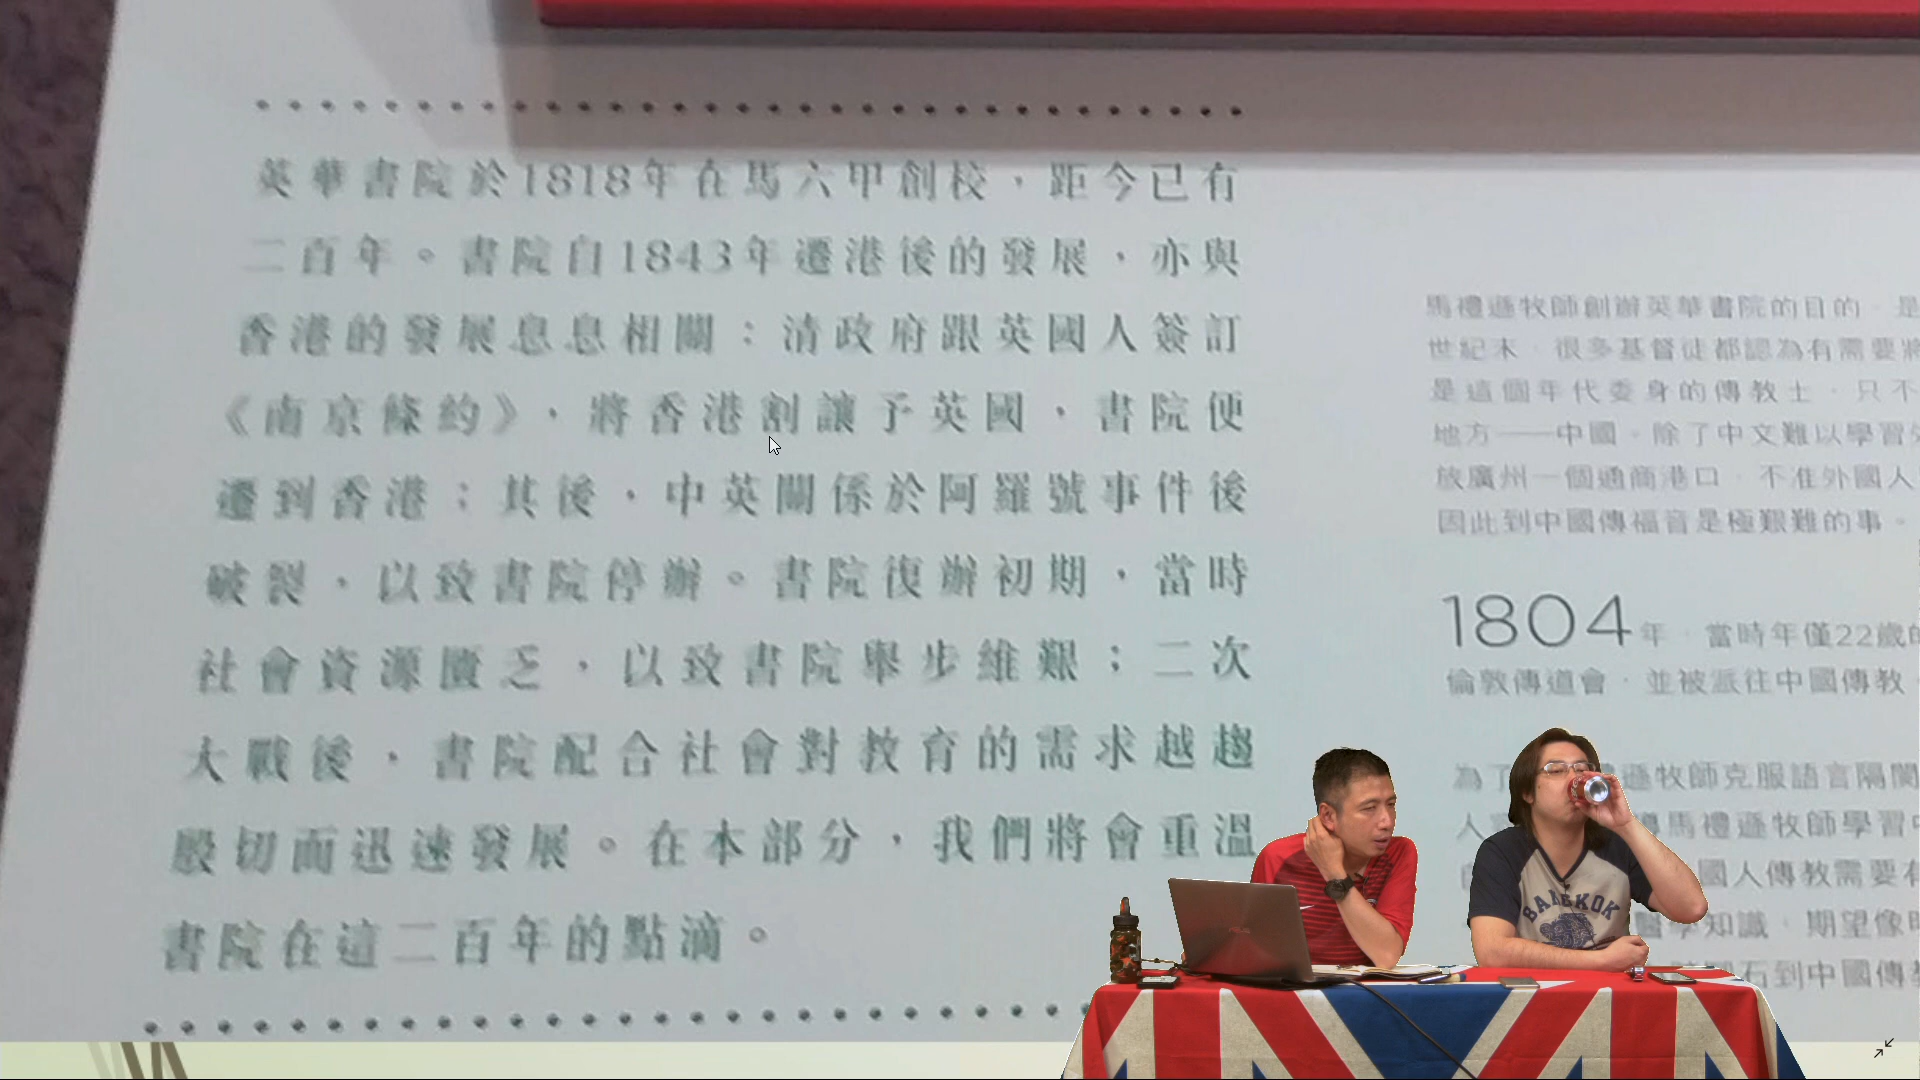 英華書院於1818年在馬六甲創校，距今已有
二百年。書院自1843年遷港後的發展，亦與
香港的發展息息相關：清政府跟英國人簽訂
《南京條約》，將香港割讓予英國，書院便
遷到香港；其後，中英關係於阿羅號事件後
破裂，以致書院停辦。書院復辦初期，當時
社會資源匱乏，以致書院舉步維艱；二次
大戰後，書院配合社會對教育的需求越趨
殷切而迅速發展。在本部分，我們將會重溫
書院在這二百年的點滴。
馬禮遜牧師創辦英華書院的目的，是
世紀末，很多基督徒都認為有需要將
是這個年代委身的傳教士，只不
地方——中國。除了中文難以學習
放廣州一個通商港口，不准外國人
因此到中國傳福音是極艱難的事。
1804年，當時年僅22歲的
倫敦傳道會，並被派往中國傳教，
為了
遜牧師克服語言隔閡
人
馬禮遜牧師學習中
國人傳教需要有
醫學知識，期望像
石到中國傳教
BANGKOK
ASUS